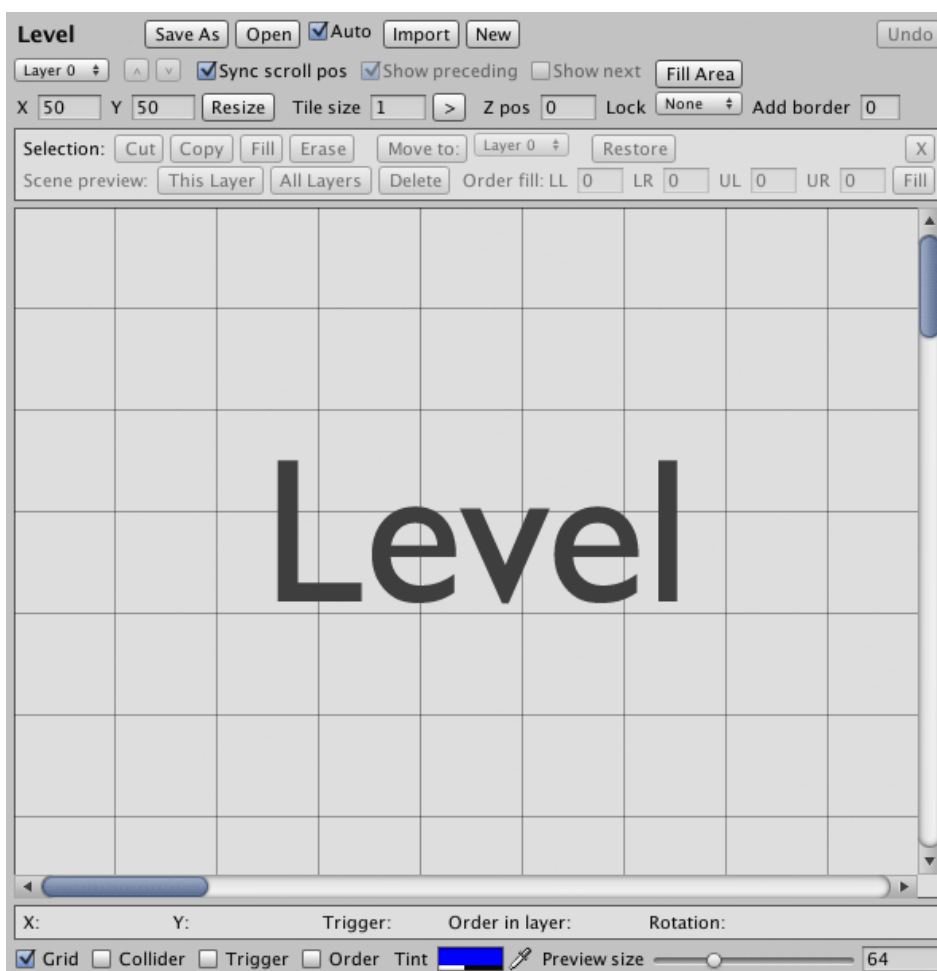 Level Save As Open Auto Import New Undo
Layer 0 Sync scroll pos Show preceding Show next Fill Area
X 50 Y 50 Resize Tile size 1 > Z pos 0 Lock None Add border 0
Selection: Cut Copy Fill Erase Move to: Layer 0 Restore X
Scene preview: This Layer All Layers Delete Order fill: LL 0 LR 0 UL 0 UR 0 Fill
Level
X: Y: Trigger: Order in layer: Rotation:
Grid Collider Trigger Order Tint Preview size 64